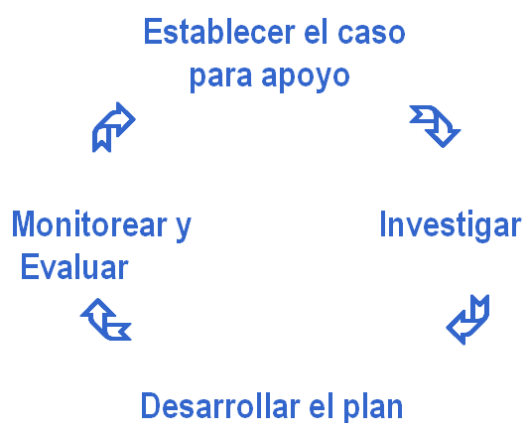 Establecer el caso
para apoyo
Monitorear y
Evaluar
Investigar
Desarrollar el plan